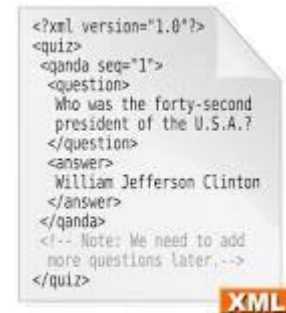 <?xml version="1.0"?>
<quiz>
<qanda seq="1">
<question>
Who was the forty-second
president of the U.S.A.?
</question>
<answer>
William Jefferson Clinton
</answer>
</qanda>
<!-- Note: We need to add
more questions later.-->
</quiz>
XML